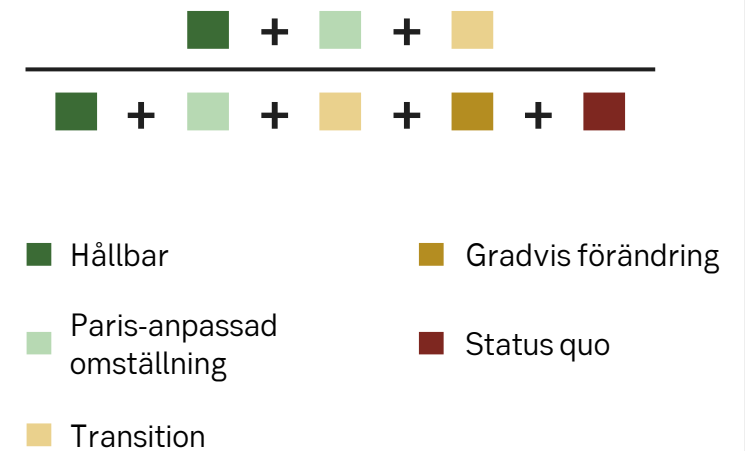 + +
+ + + +
Hållbar
Gradvis förändring
Paris-anpassad
omställning
Status quo
Transition